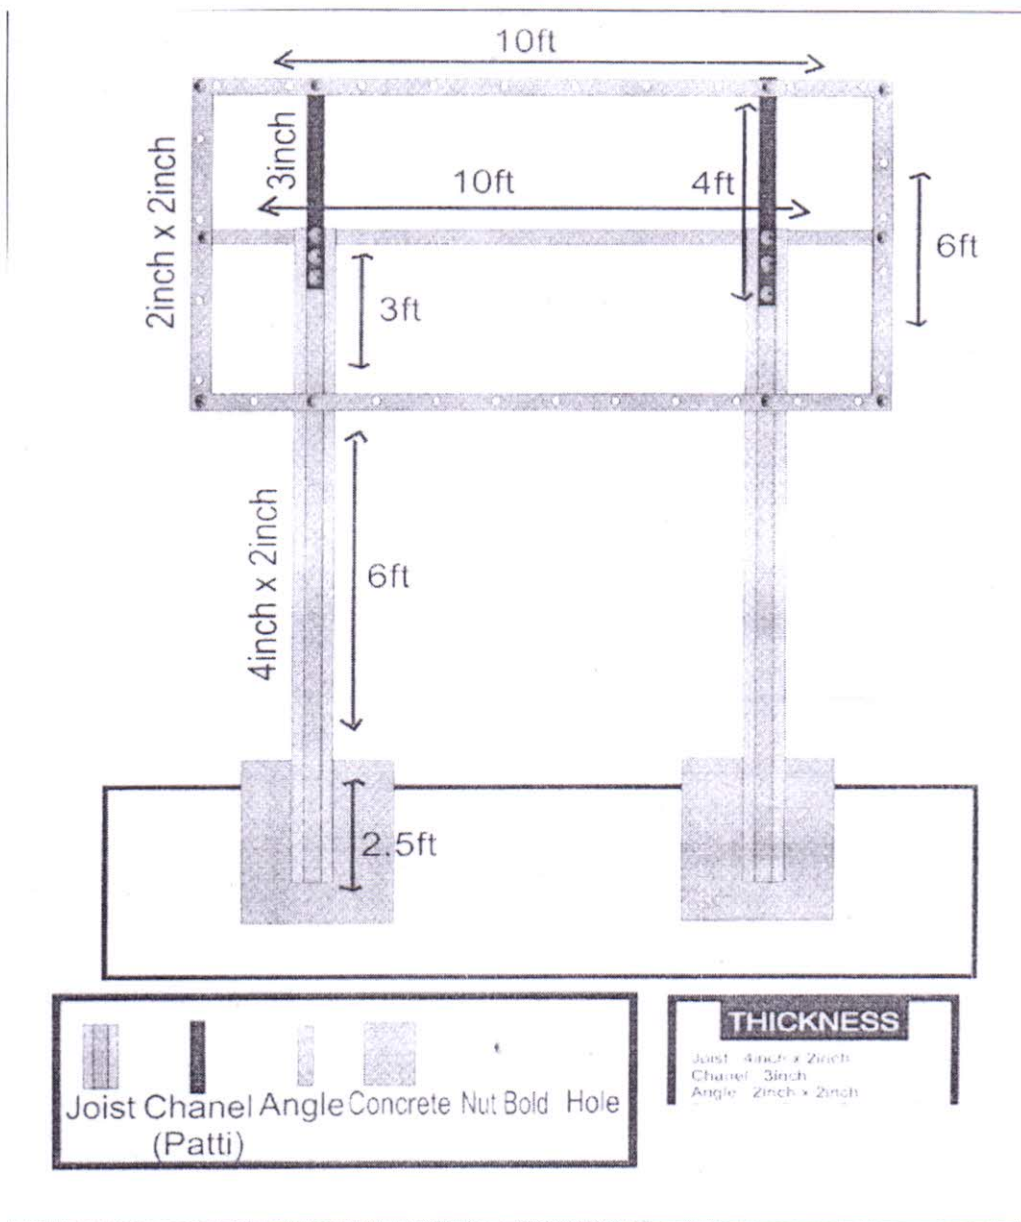 10ft
3inch
2inch x 2inch
10ft
4ft
6ft
3ft
4inch x 2inch
6ft
2.5ft
Joist Chanel Angle Concrete Nut Bold Hole
(Patti)
THICKNESS
Joist 4inch x 2inch
Chanel 3inch
Angle 2inch x 2inch